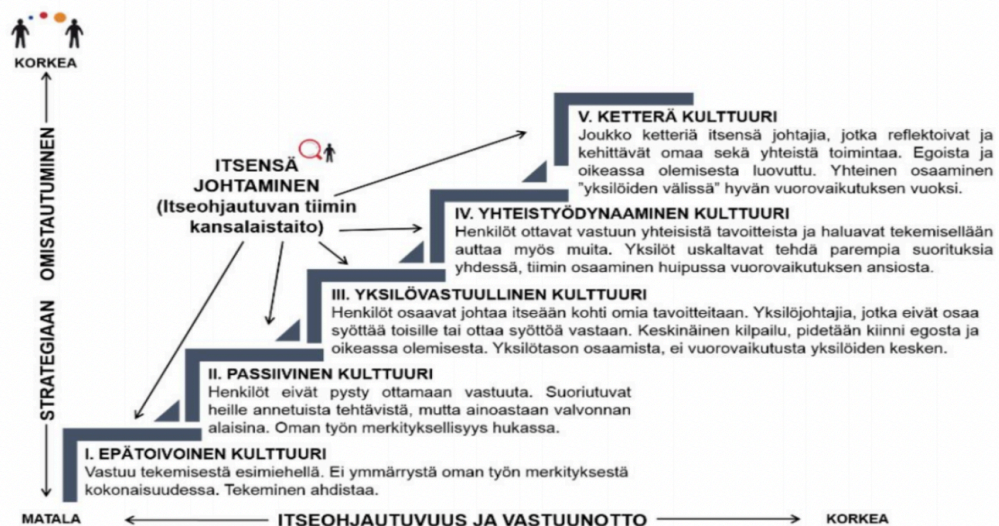 KORKEA
STRATEGIAAN OMISTAUTUMINEN
ITSENSÄ
JOHTAMINEN
(Itseohjautuvan tiimin
kansalaistaito)
V. KETTERÄ KULTTUURI
Joukko ketteriä itsensä johtajia, jotka reflektoivat ja
kehittävät omaa sekä yhteistä toimintaa. Egoista ja
oikeassa olemisesta luovuttu. Yhteinen osaaminen
"yksilöiden välissä" hyvän vuorovaikutuksen vuoksi.
IV. YHTEISTYÖDYNAAMINEN KULTTUURI
Henkilöt ottavat vastuun yhteisistä tavoitteista ja haluavat tekemisellään
auttaa myös muita. Yksilöt uskaltavat tehdä parempia suorituksia
yhdessä, tiimin osaaminen huipussa vuorovaikutuksen ansiosta.
III. YKSILÖVASTUULLINEN KULTTUURI
Henkilöt osaavat johtaa itseään kohti omia tavoitteitaan. Yksilöjohtajia, jotka eivät osaa
syöttää toisille tai ottaa syöttöä vastaan. Keskinäinen kilpailu, pidetään kiinni egosta ja
oikeassa olemisesta. Yksilötason osaamista, ei vuorovaikutusta yksilöiden kesken.
II. PASSIIVINEN KULTTUURI
Henkilöt eivät pysty ottamaan vastuuta. Suoriutuvat
heille annetuista tehtävistä, mutta ainoastaan valvonnan
alaisina. Oman työn merkityksellisyys hukassa.
I. EPÄTOIVOINEN KULTTUURI
Vastuu tekemisestä esimiehellä. Ei ymmärrystä oman työn merkityksestä
kokonaisuudessa. Tekeminen ahdistaa.
MATALA
ITSEOHJAUTUVUUS JA VASTUUNOTTO
KORKEA